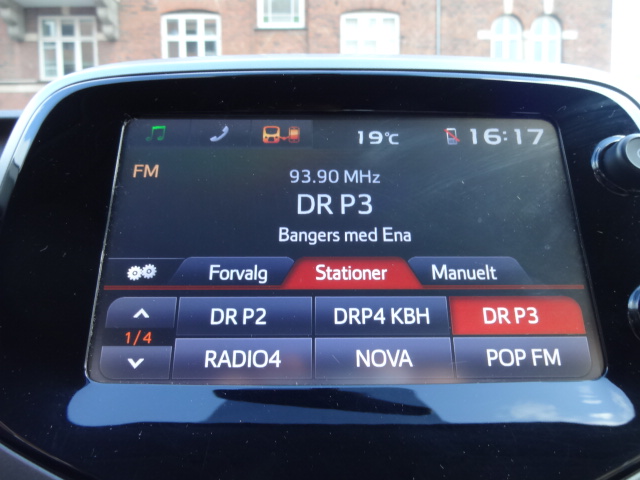 19°C 16:17
FM
93.90 MHz
DR P3
Bangers med Ena
Forvalg Stationer Manuelt
DR P2 DRP4 KBH DR P3
1/4
RADIO4 NOVA POP FM